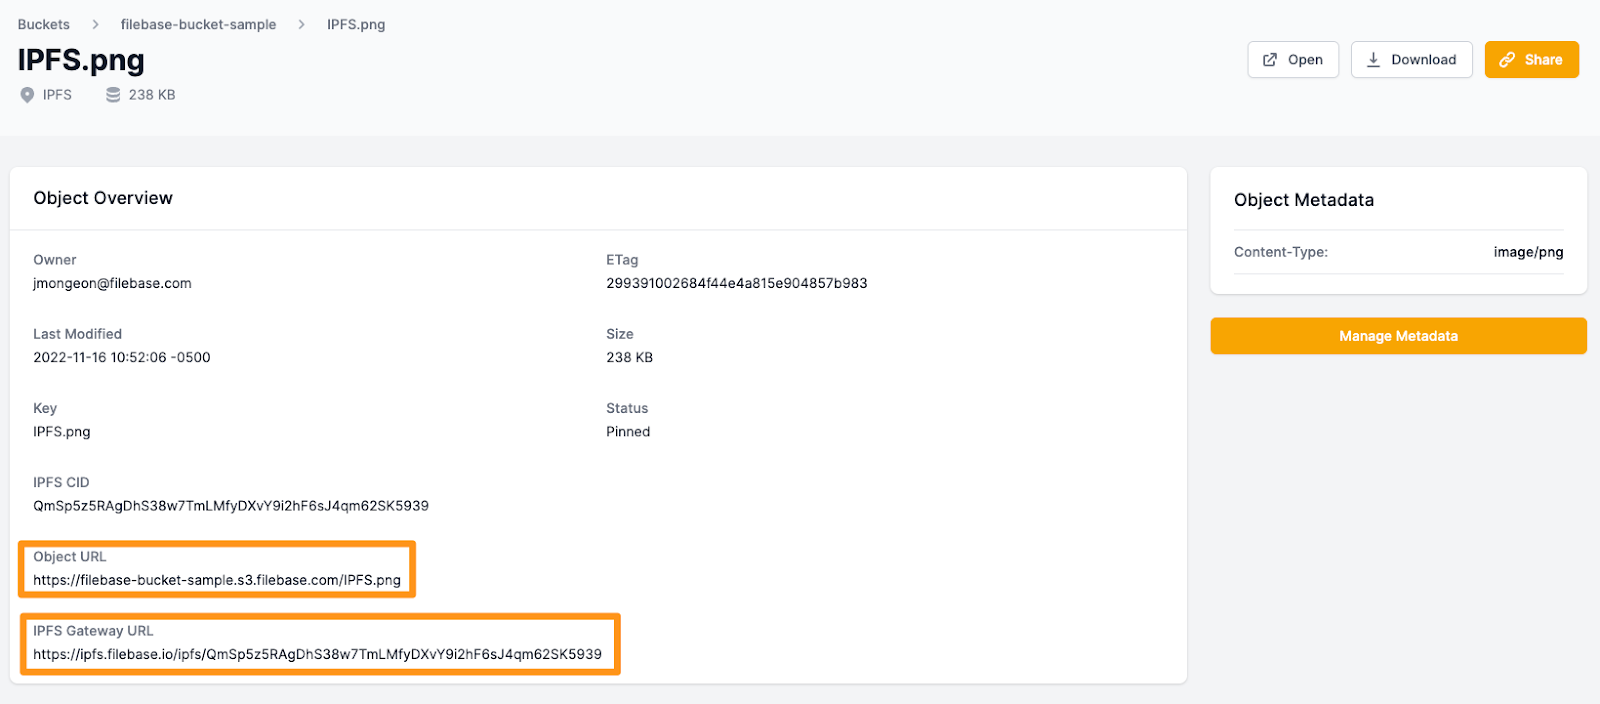 Buckets > filebase-bucket-sample > IPFS.png
IPFS.png
IPFS 238 KB
Open Download Share
Object Overview
Owner
jmongeon@filebase.com
ETag
299391002684f44e4a815e904857b983
Last Modified
2022-11-16 10:52:06 -0500
Size
238 KB
Key
IPFS.png
Status
Pinned
IPFS CID
QmSp5z5RAgDhS38w7TmLMfyDXvY9i2hF6sJ4qm62SK5939
Object URL
https://filebase-bucket-sample.s3.filebase.com/IPFS.png
IPFS Gateway URL
https://ipfs.filebase.io/ipfs/QmSp5z5RAgDhS38w7TmLMfyDXvY9i2hF6sJ4qm62SK5939
Object Metadata
Content-Type: image/png
Manage Metadata